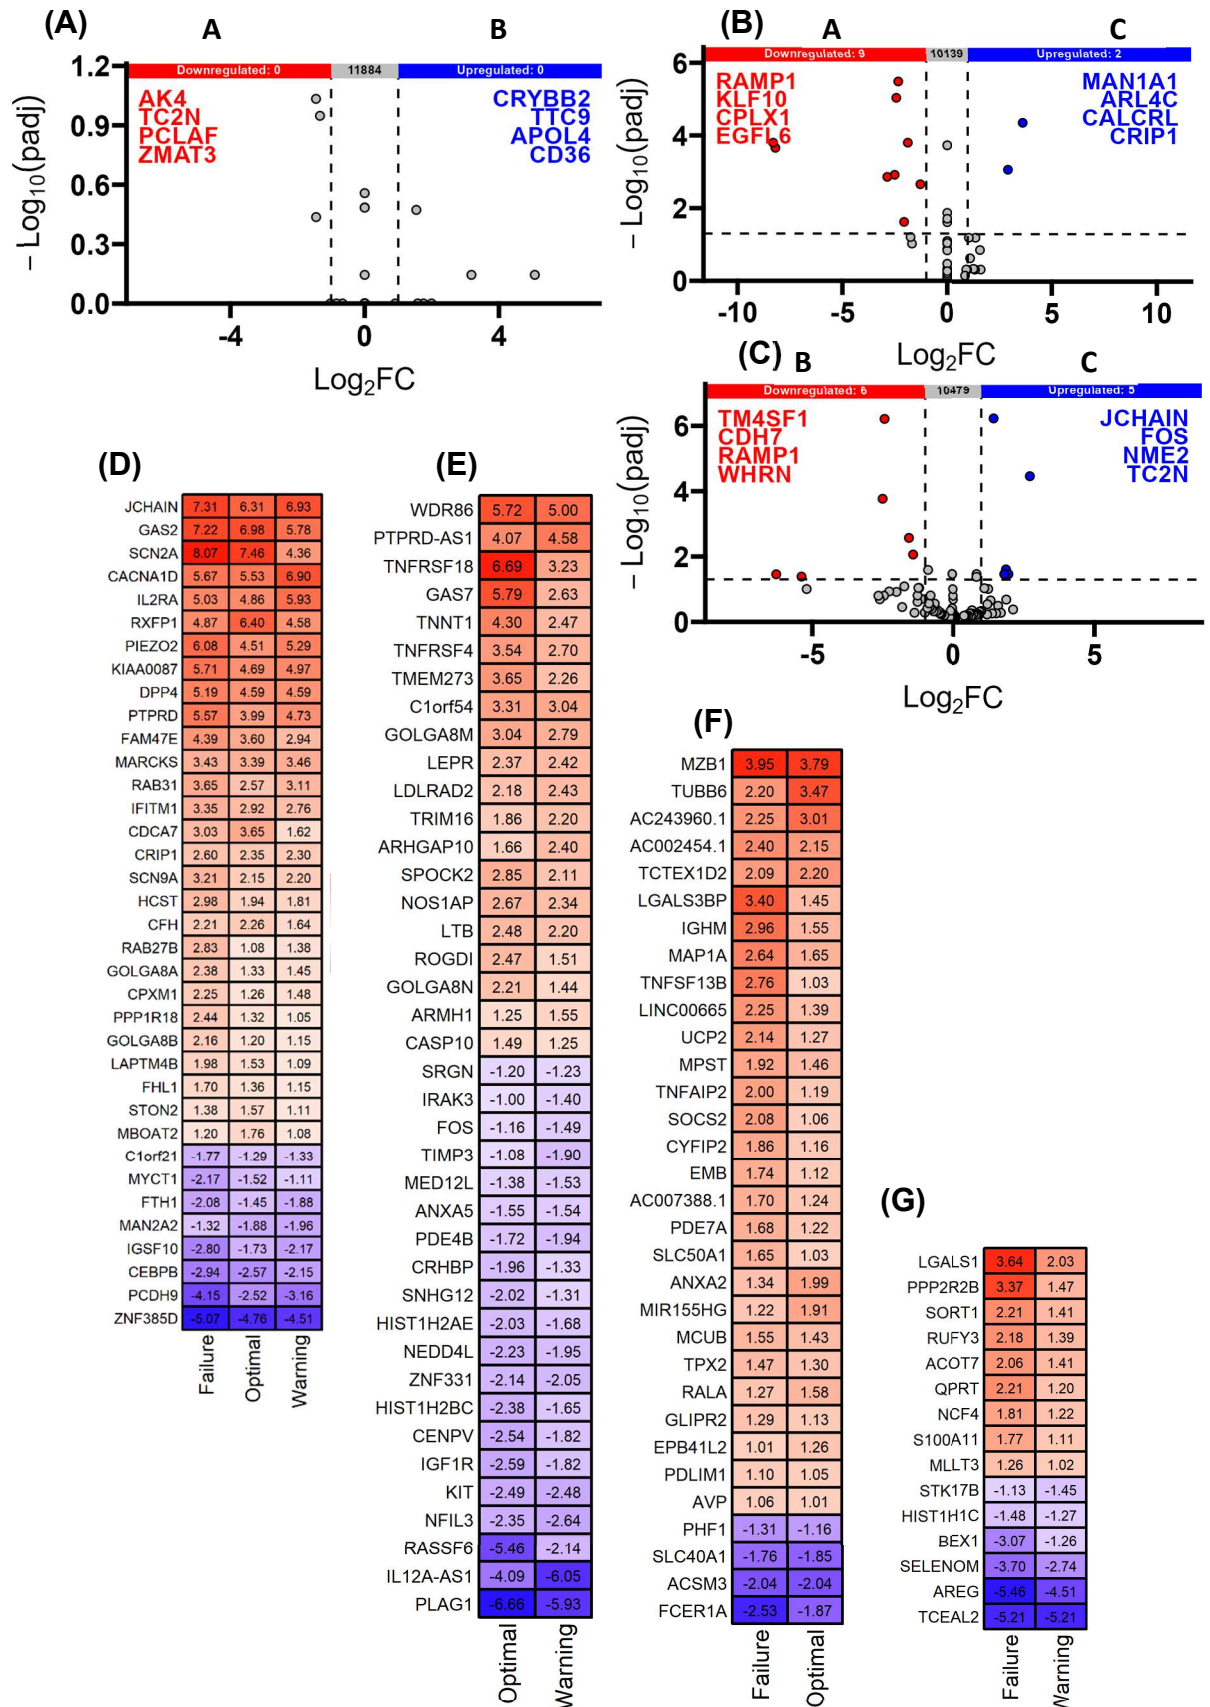 (A)
A
B
Downregulated: 0
11884
Upregulated: 0
AK4
TC2N
PCLAF
ZMAT3
CRYBB2
TTC9
APOL4
CD36
1.2
0.9
0.6
0.3
0.0
-4
0
4
− Log10(padj)
Log2FC
(B)
A
C
Downregulated: 9
10139
Upregulated: 2
RAMP1
KLF10
CPLX1
EGFL6
MAN1A1
ARL4C
CALCRL
CRIP1
6
4
2
0
-10
-5
0
5
10
− Log10(padj)
Log2FC
(C)
B
C
Downregulated: 6
10479
Upregulated: 5
TM4SF1
CDH7
RAMP1
WHRN
JCHAIN
FOS
NME2
TC2N
6
4
2
0
-5
0
5
− Log10(padj)
Log2FC
(D)
JCHAIN 7.31 6.31 6.93
GAS2 7.22 6.98 5.78
SCN2A 8.07 7.46 4.36
CACNA1D 5.67 5.53 6.90
IL2RA 5.03 4.86 5.93
RXFP1 4.87 6.40 4.58
PIEZO2 6.08 4.51 5.29
KIAA0087 5.71 4.69 4.97
DPP4 5.19 4.59 4.59
PTPRD 5.57 3.99 4.73
FAM47E 4.39 3.60 2.94
MARCKS 3.43 3.39 3.46
RAB31 3.65 2.57 3.11
IFITM1 3.35 2.92 2.76
CDCA7 3.03 3.65 1.62
CRIP1 2.60 2.35 2.30
SCN9A 3.21 2.15 2.20
HCST 2.98 1.94 1.81
CFH 2.21 2.26 1.64
RAB27B 2.83 1.08 1.38
GOLGA8A 2.38 1.33 1.45
CPXM1 2.25 1.26 1.48
PPP1R18 2.44 1.32 1.05
GOLGA8B 2.16 1.20 1.15
LAPTM4B 1.98 1.53 1.09
FHL1 1.70 1.36 1.15
STON2 1.38 1.57 1.11
MBOAT2 1.20 1.76 1.08
C1orf21 -1.77 -1.29 -1.33
MYCT1 -2.17 -1.52 -1.11
FTH1 -2.08 -1.45 -1.88
MAN2A2 -1.32 -1.88 -1.96
IGSF10 -2.80 -1.73 -2.17
CEBPB -2.94 -2.57 -2.15
PCDH9 -4.15 -2.52 -3.16
ZNF385D -5.07 -4.76 -4.51
Failure Optimal Warning
(E)
WDR86 5.72 5.00
PTPRD-AS1 4.07 4.58
TNFRSF18 6.69 3.23
GAS7 5.79 2.63
TNNT1 4.30 2.47
TNFRSF4 3.54 2.70
TMEM273 3.65 2.26
C1orf54 3.31 3.04
GOLGA8M 3.04 2.79
LEPR 2.37 2.42
LDLRAD2 2.18 2.43
TRIM16 1.86 2.20
ARHGAP10 1.66 2.40
SPOCK2 2.85 2.11
NOS1AP 2.67 2.34
LTB 2.48 2.20
ROGDI 2.47 1.51
GOLGA8N 2.21 1.44
ARMH1 1.25 1.55
CASP10 1.49 1.25
SRGN -1.20 -1.23
IRAK3 -1.00 -1.40
FOS -1.16 -1.49
TIMP3 -1.08 -1.90
MED12L -1.38 -1.53
ANXA5 -1.55 -1.54
PDE4B -1.72 -1.94
CRHBP -1.96 -1.33
SNHG12 -2.02 -1.31
HIST1H2AE -2.03 -1.68
NEDD4L -2.23 -1.95
ZNF331 -2.14 -2.05
HIST1H2BC -2.38 -1.65
CENPV -2.54 -1.82
IGF1R -2.59 -1.82
KIT -2.49 -2.48
NFIL3 -2.35 -2.64
RASSF6 -5.46 -2.14
IL12A-AS1 -4.09 -6.05
PLAG1 -6.66 -5.93
Optimal Warning
(F)
MZB1 3.95 3.79
TUBB6 2.20 3.47
AC243960.1 2.25 3.01
AC002454.1 2.40 2.15
TCTEX1D2 2.09 2.20
LGALS3BP 3.40 1.45
IGHM 2.96 1.55
MAP1A 2.64 1.65
TNFSF13B 2.76 1.03
LINC00665 2.25 1.39
UCP2 2.14 1.27
MPST 1.92 1.46
TNFAIP2 2.00 1.19
SOCS2 2.08 1.06
CYFIP2 1.86 1.16
EMB 1.74 1.12
AC007388.1 1.70 1.24
PDE7A 1.68 1.22
SLC50A1 1.65 1.03
ANXA2 1.34 1.99
MIR155HG 1.22 1.91
MCUB 1.55 1.43
TPX2 1.47 1.30
RALA 1.27 1.58
GLIPR2 1.29 1.13
EPB41L2 1.01 1.26
PDLIM1 1.10 1.05
AVP 1.06 1.01
PHF1 -1.31 -1.16
SLC40A1 -1.76 -1.85
ACSM3 -2.04 -2.04
FCER1A -2.53 -1.87
Failure Optimal
(G)
LGALS1 3.64 2.03
PPP2R2B 3.37 1.47
SORT1 2.21 1.41
RUFY3 2.18 1.39
ACOT7 2.06 1.41
QPRT 2.21 1.20
NCF4 1.81 1.22
S100A11 1.77 1.11
MLLT3 1.26 1.02
STK17B -1.13 -1.45
HIST1H1C -1.48 -1.27
BEX1 -3.07 -1.26
SELENOM -3.70 -2.74
AREG -5.46 -4.51
TCEAL2 -5.21 -5.21
Failure Warning